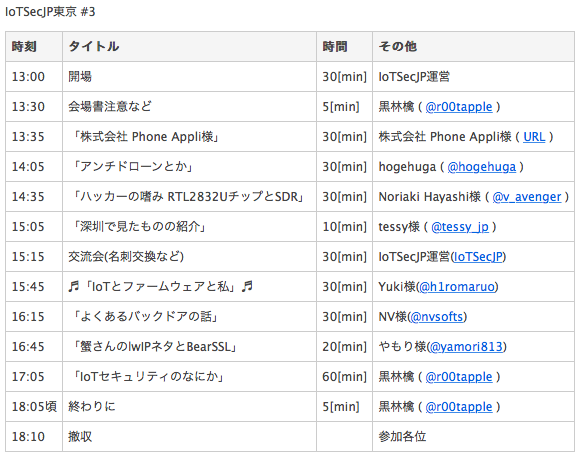 IoTSecJP東京 #3
時刻 タイトル 時間 その他
13:00 開場 30[min] IoTSecJP運営
13:30 会場書注意など 5[min] 黒林檎 ( @r00tapple )
13:35 「株式会社 Phone Appli様」 30[min] 株式会社 Phone Appli様 ( URL )
14:05 「アンチドローンとか」 30[min] hogehuga ( @hogehuga )
14:35 「ハッカーの嗜み RTL2832UチップとSDR」 30[min] Noriaki Hayashi様 ( @v_avenger )
15:05 「深圳で見たものの紹介」 10[min] tessy様 ( @tessy_jp )
15:15 交流会(名刺交換など) 30[min] IoTSecJP運営(IoTSecJP)
15:45 ♬「IoTとファームウェアと私」♬ 30[min] Yuki様(@h1romaruo)
16:15 「よくあるバックドアの話」 30[min] NV様(@nvsofts)
16:45 「蟹さんのlwIPネタとBearSSL」 20[min] やもり様(@yamori813)
17:05 「IoTセキュリティのなにか」 60[min] 黒林檎 ( @r00tapple )
18:05頃 終わりに 5[min] 黒林檎 ( @r00tapple )
18:10 撤収 参加各位